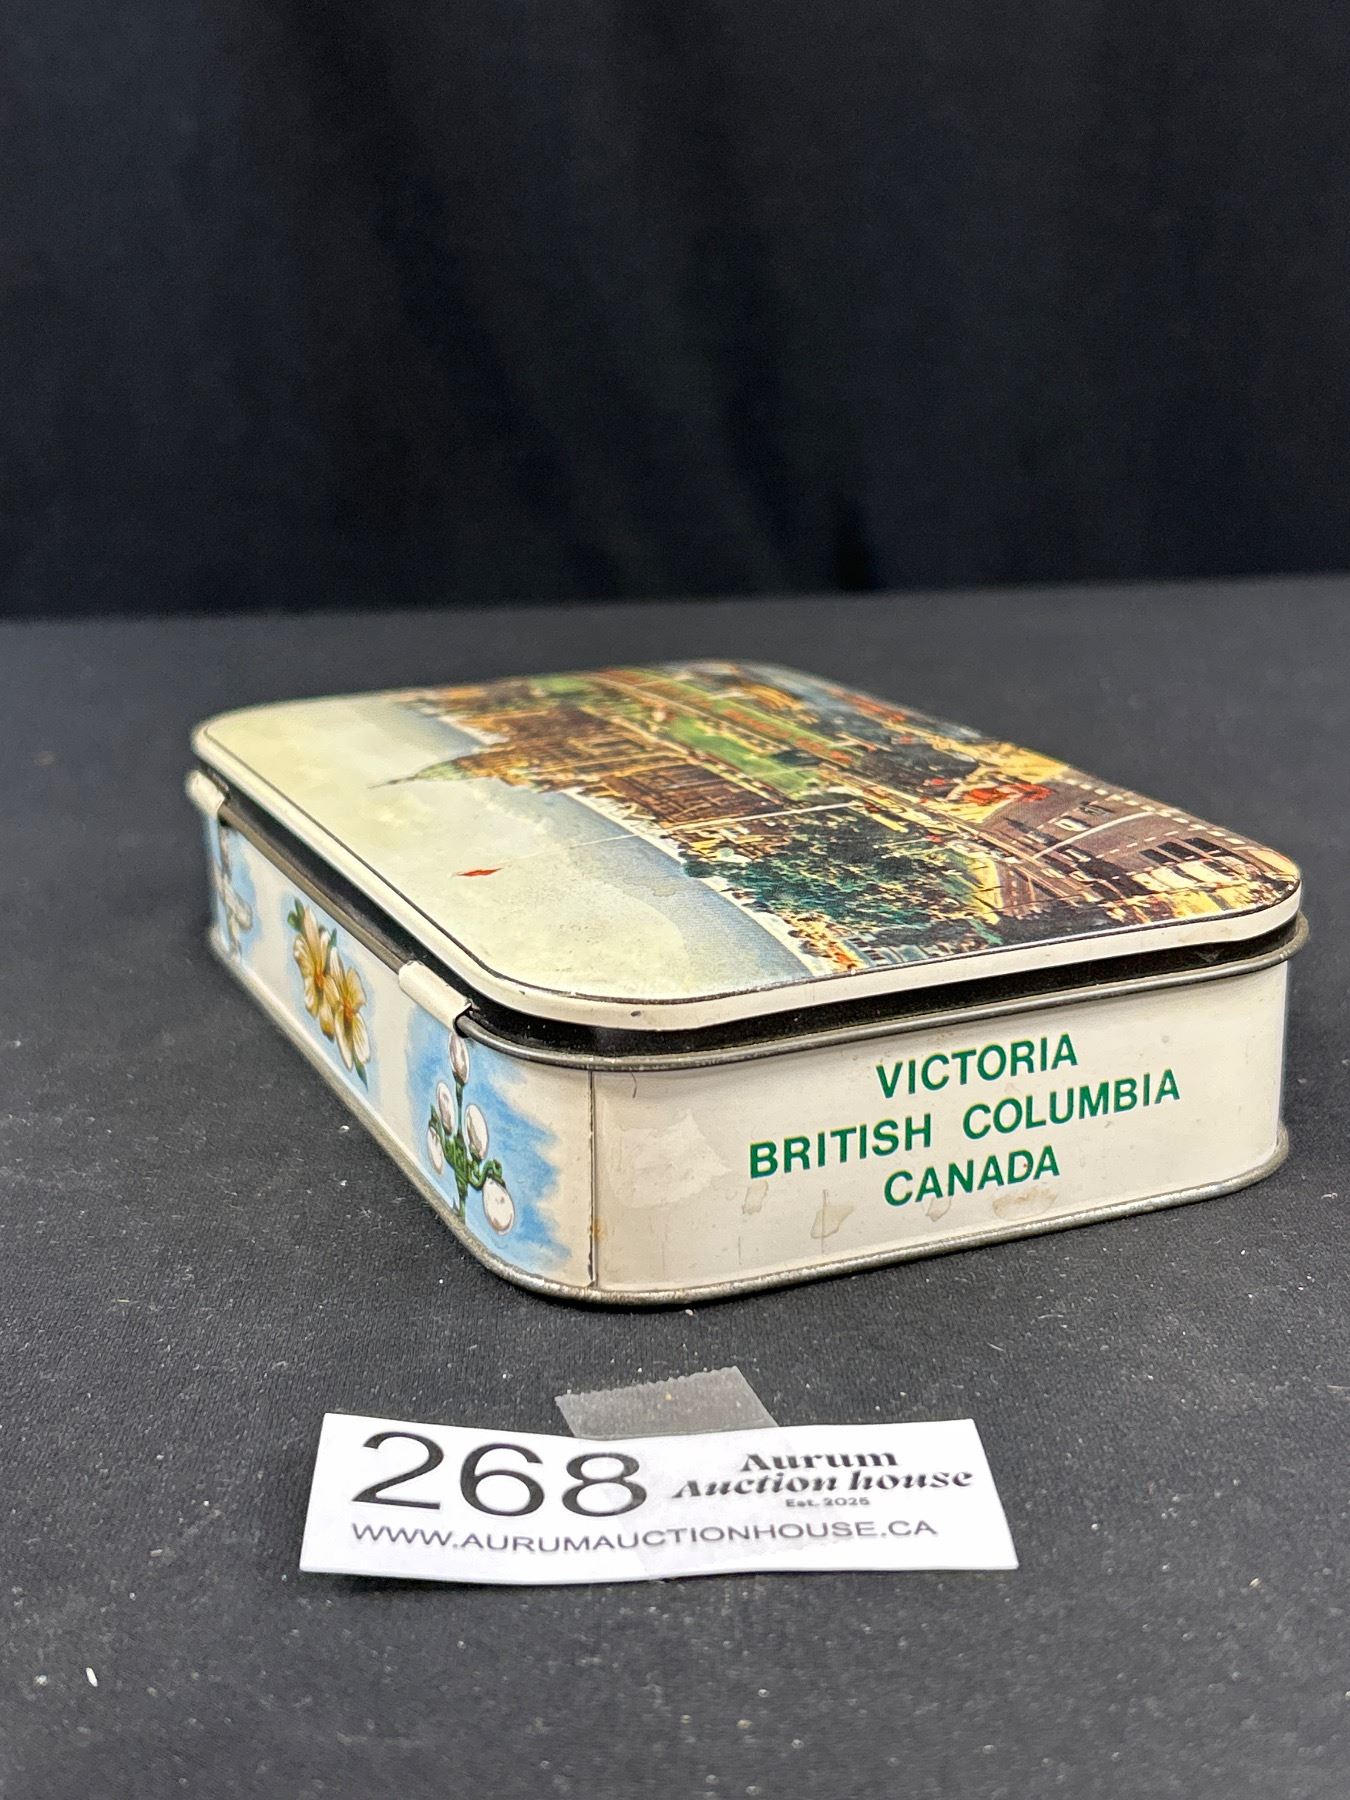 VICTORIA
BRITISH COLUMBIA
CANADA
268
Aurum
Auction house
Est. 2025
WWW.AURUMAUCTIONHOUSE.CA